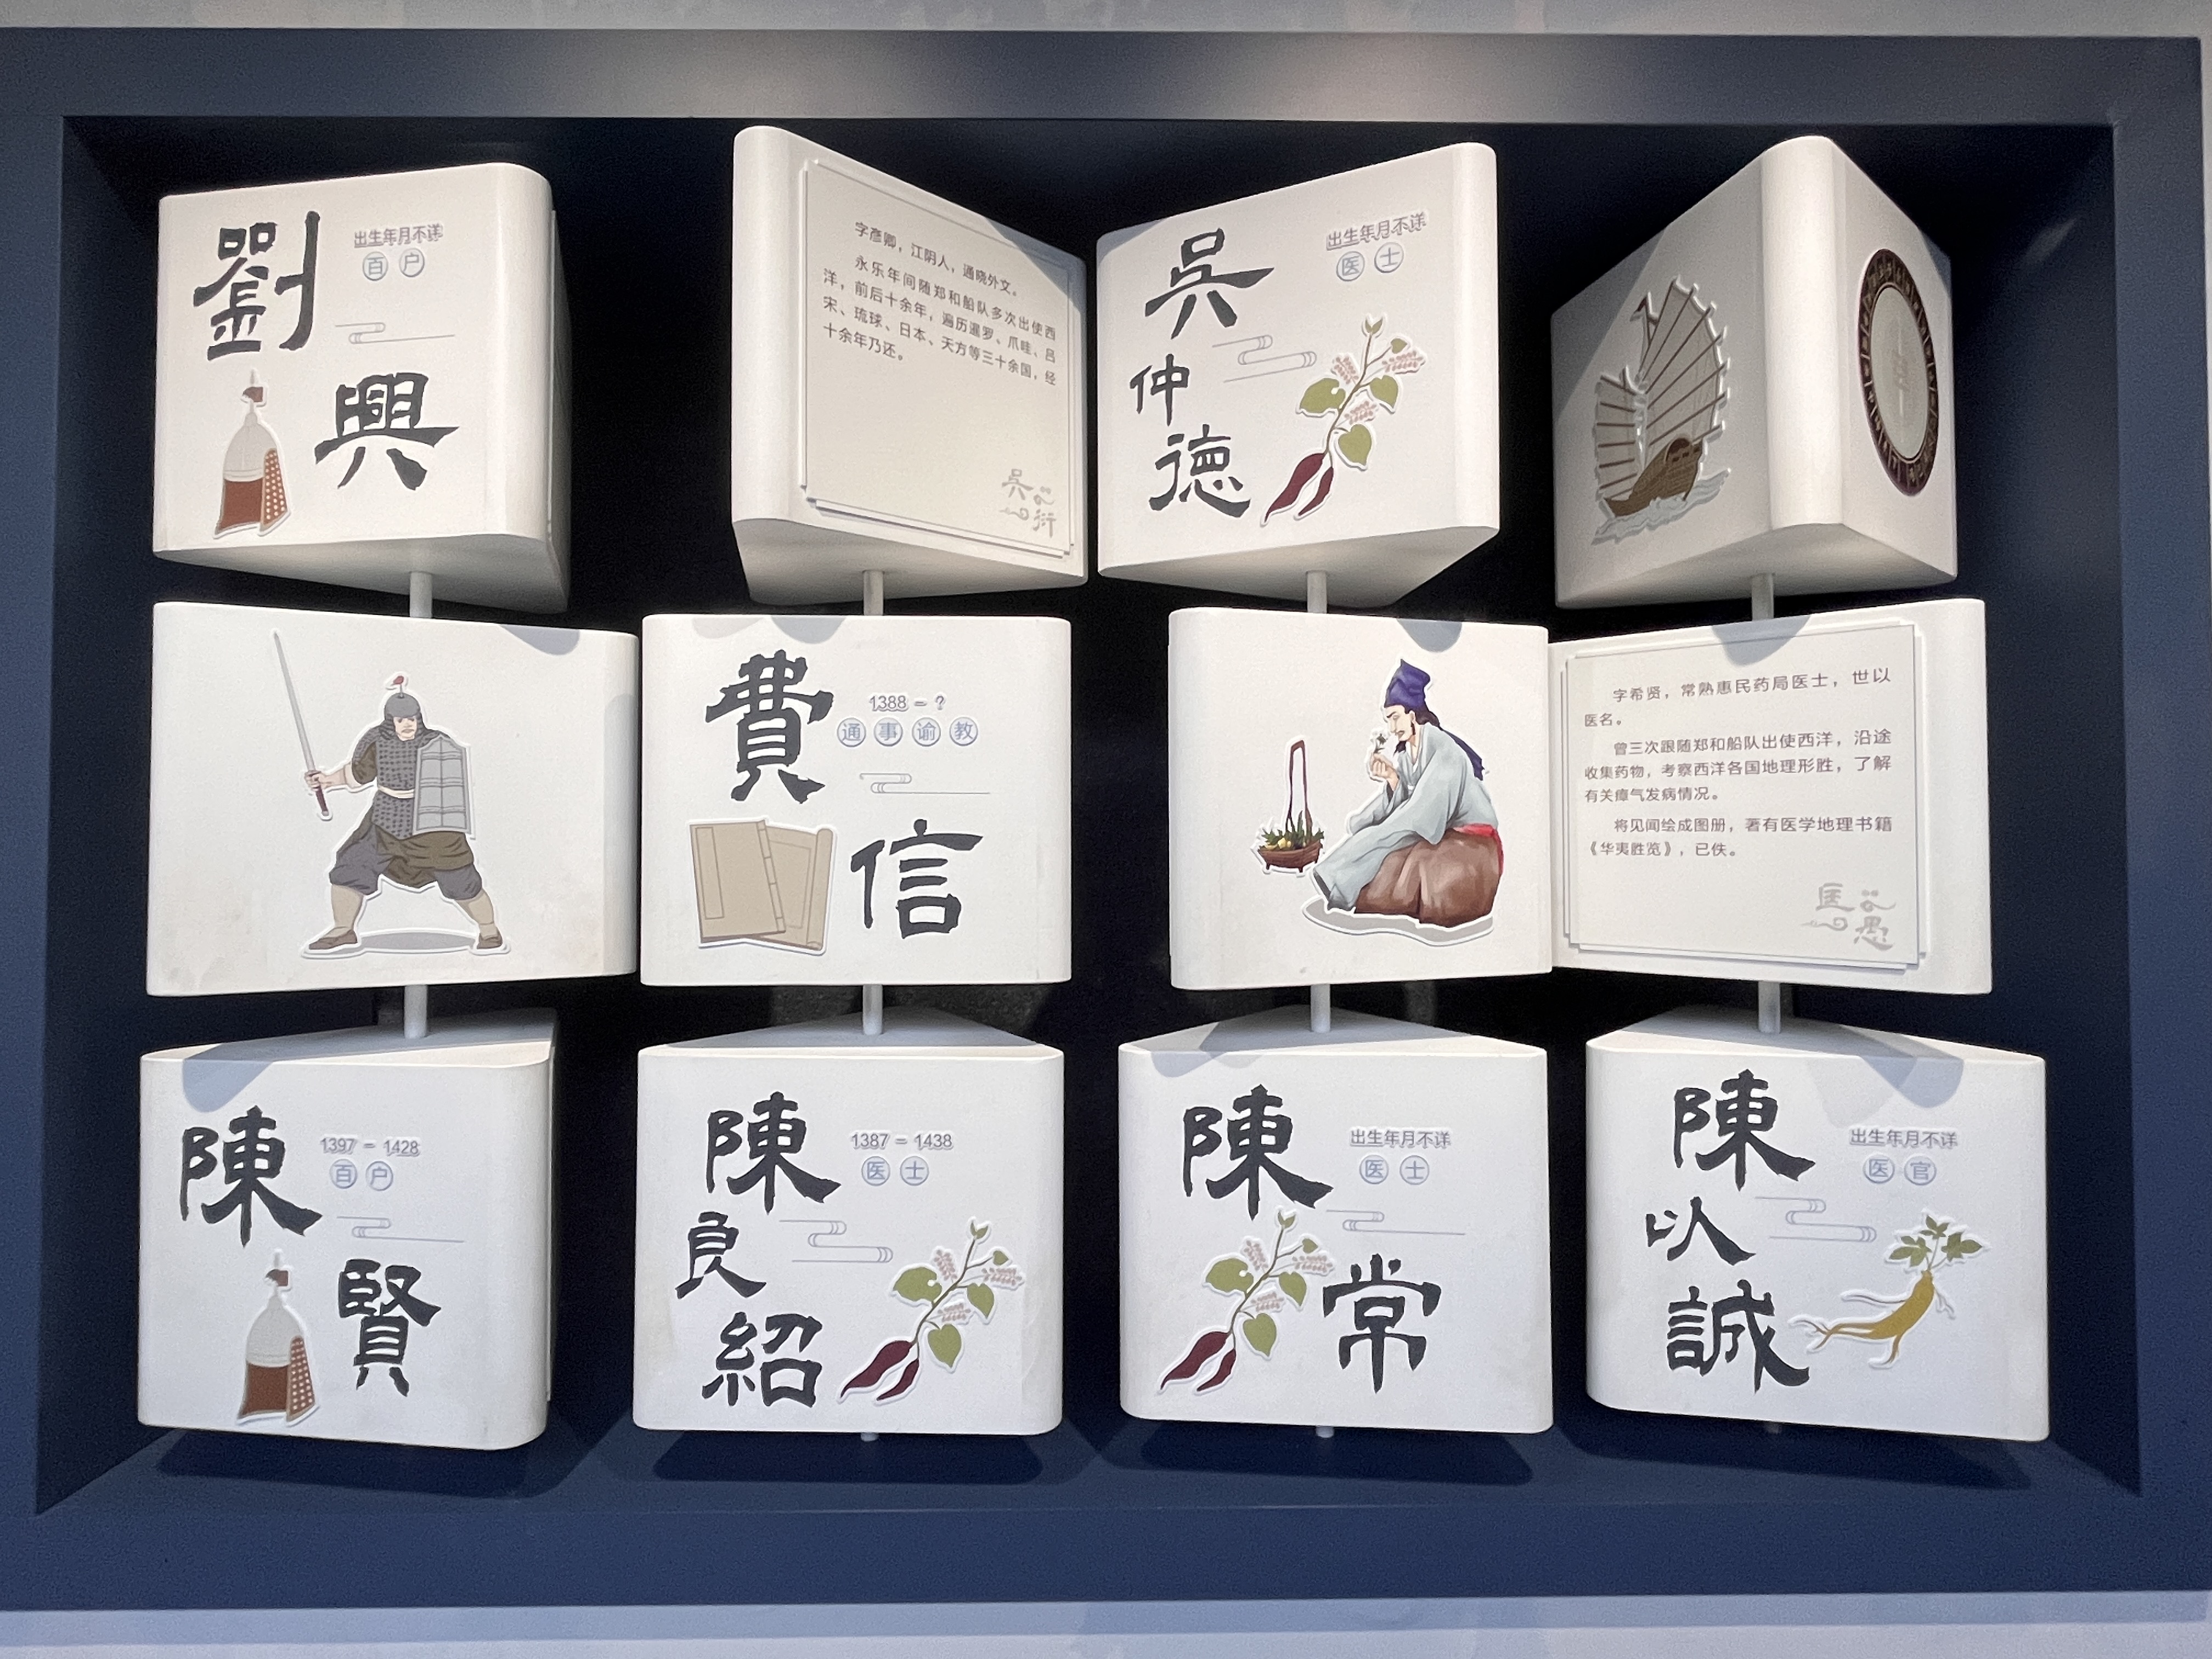 劉興
出生年月不详
百户
字彦卿，江阴人，通晓外文。
永乐年间随郑和船队多次出使西
洋，前后十余年，遍历暹罗、爪哇、吕
宋、琉球、日本、天方等三十余国，经
十余年乃还。
吴衍
吴仲德
出生年月不详
医士
費信
1388 － ?
通事谕教
字希贤，常熟惠民药局医士，世以
医名。
曾三次跟随郑和船队出使西洋，沿途
收集药物，考察西洋各国地理形胜，了解
有关瘴气发病情况。
将见闻绘成图册，著有医学地理书籍
《华夷胜览》，已佚。
匡愚
陳賢
1397 － 1428
百户
陳良紹
1387 － 1438
医士
陳常
出生年月不详
医士
陳以誠
出生年月不详
医官